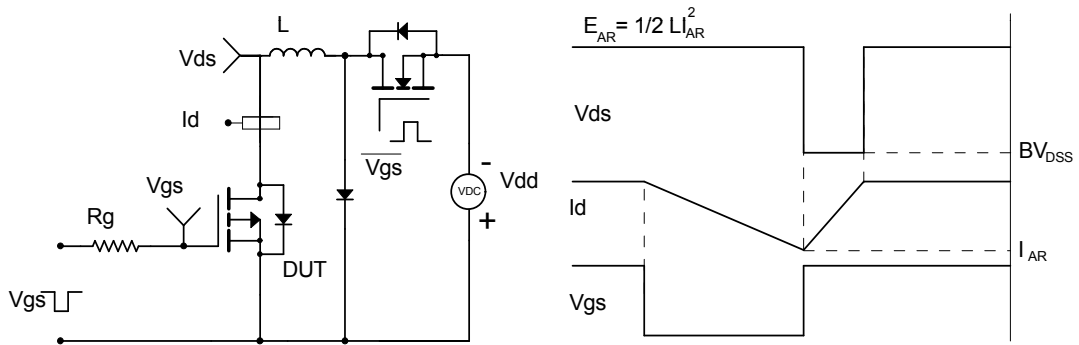 L
Vds
Id
Vgs
Vgs
Rg
DUT
Vgs
-
VDC
Vdd
+
E_AR = 1/2 LI_AR^2
Vds
BV_DSS
Id
I_AR
Vgs